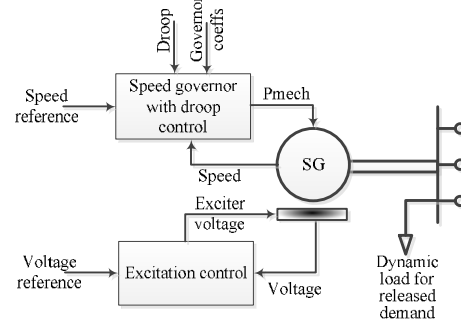 Droop
Governor
coeffs
Speed
reference
Speed governor
with droop
control
Pmech
SG
Speed
Exciter
voltage
Voltage
reference
Excitation control
Voltage
Dynamic
load for
released
demand